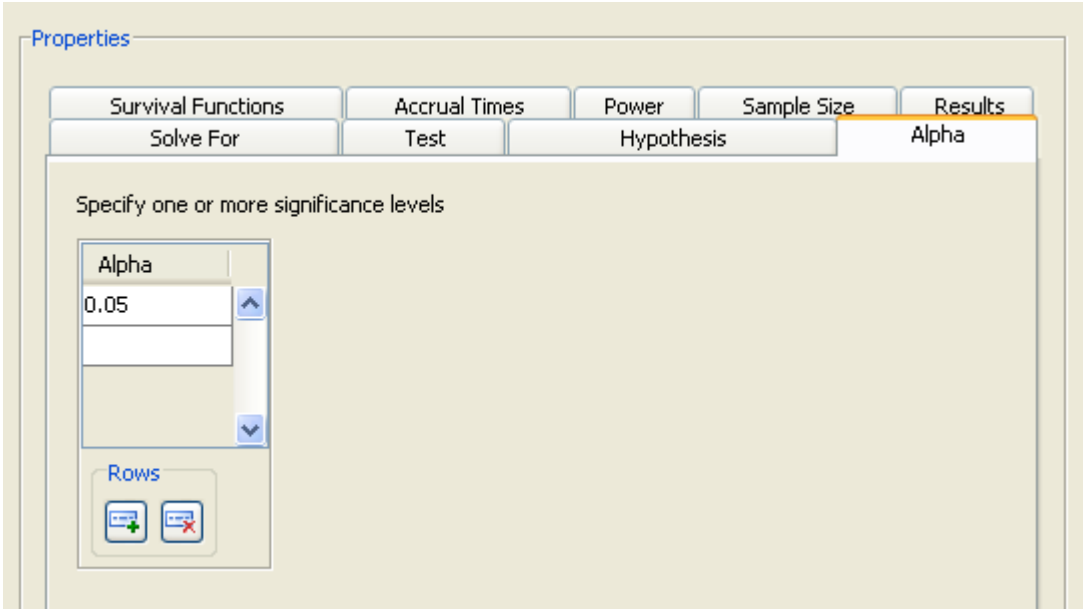 Properties
Survival Functions Accrual Times Power Sample Size Results
Solve For Test Hypothesis Alpha
Specify one or more significance levels
Alpha
0.05
Rows